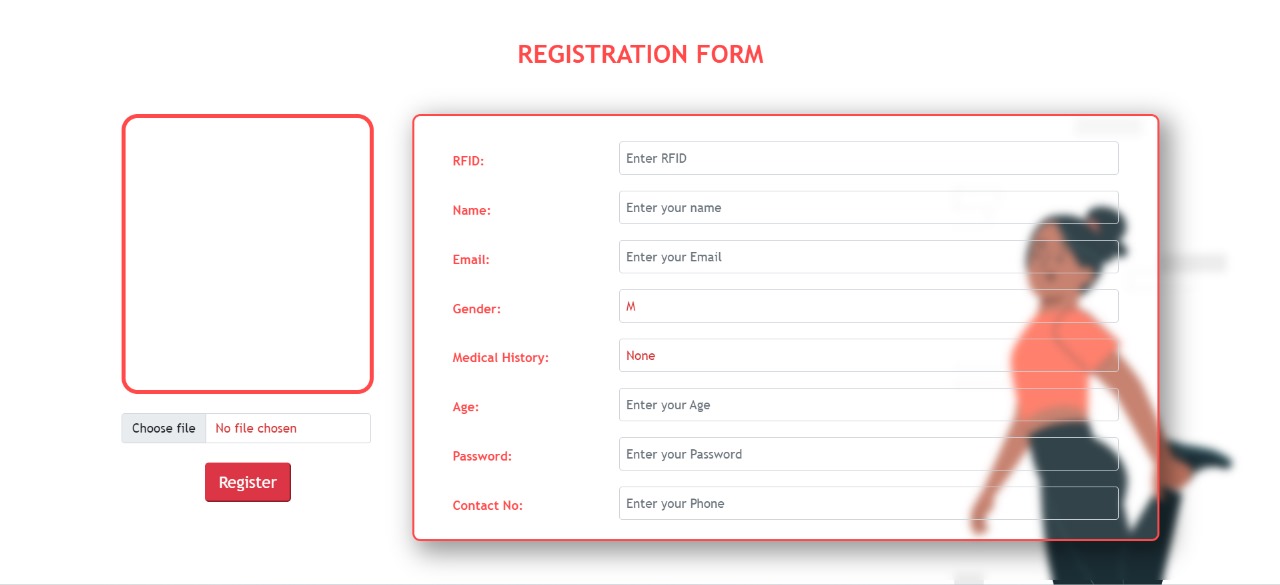 REGISTRATION FORM
RFID: Enter RFID
Name: Enter your name
Email: Enter your Email
Gender: M
Medical History: None
Age: Enter your Age
Password: Enter your Password
Contact No: Enter your Phone
Choose file No file chosen
Register